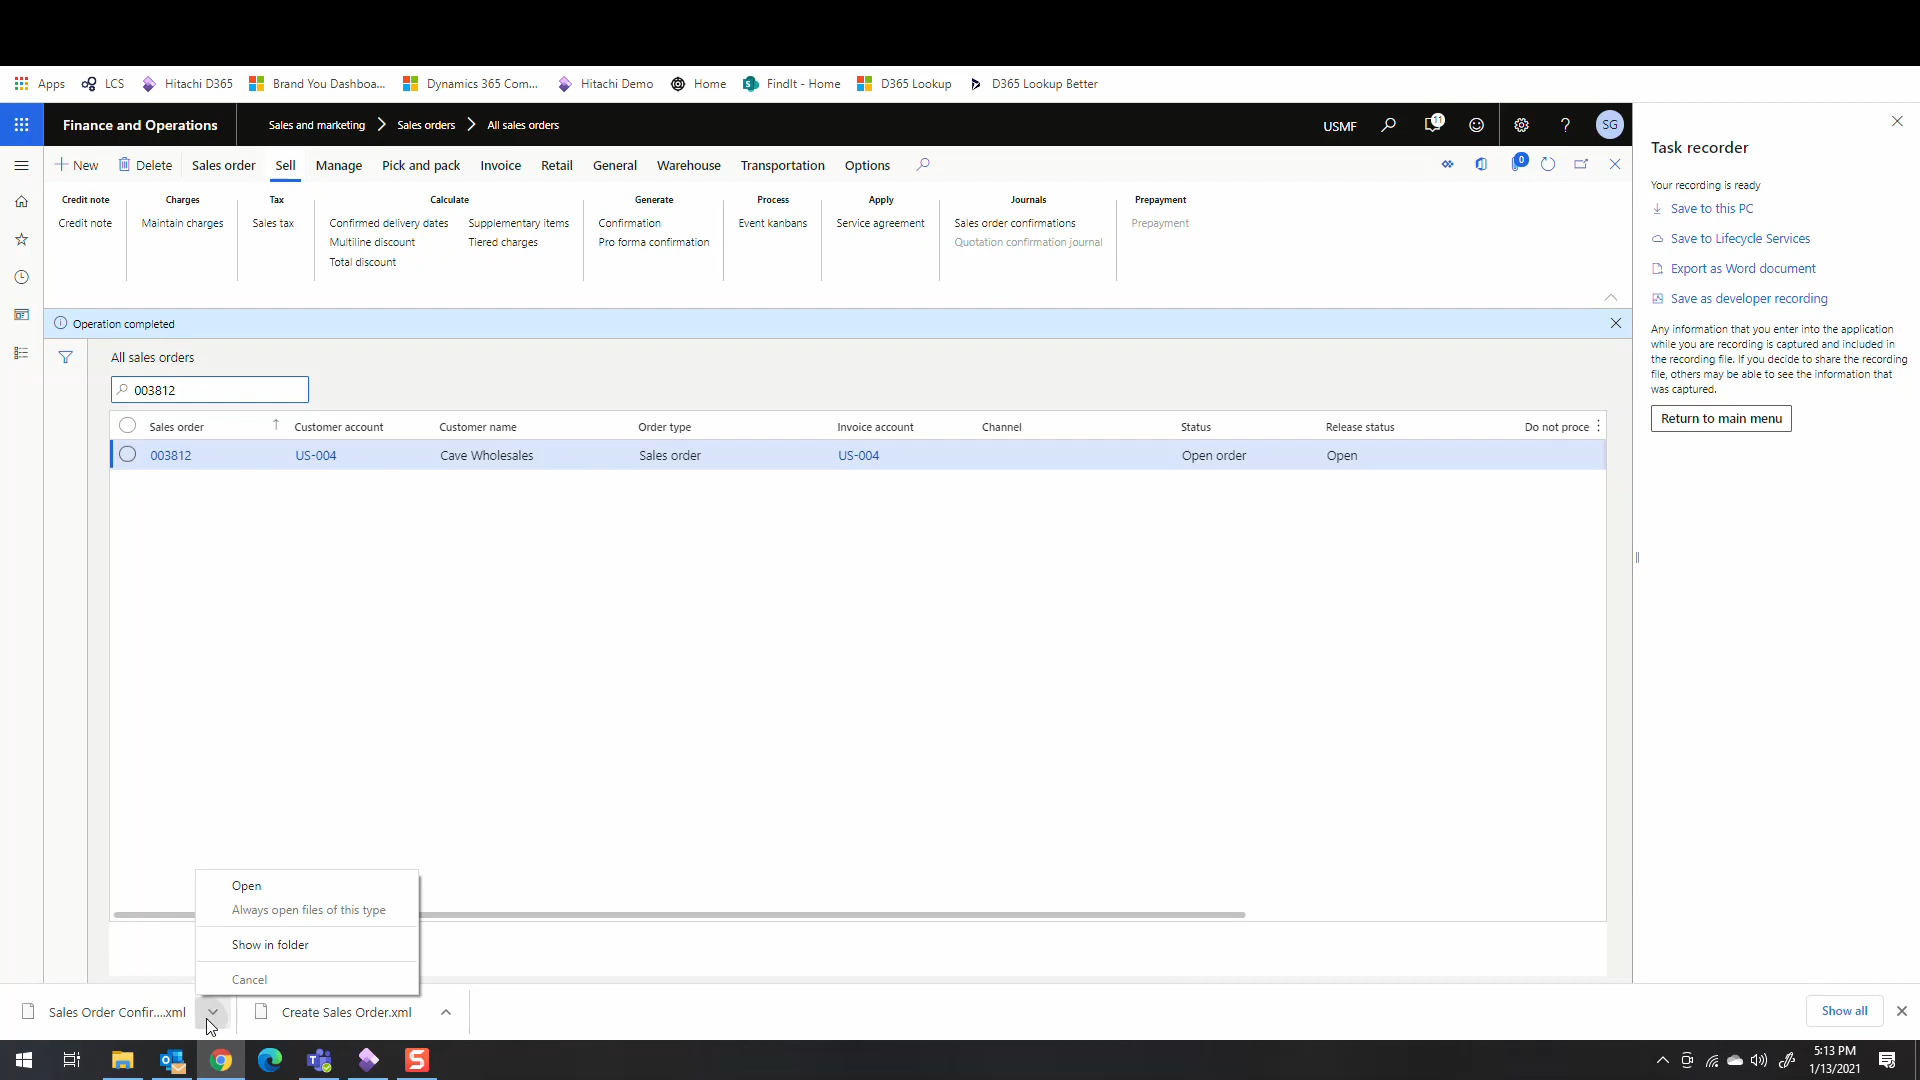 Apps LCS Hitachi D365 Brand You Dashboa... Dynamics 365 Com... Hitachi Demo Home FindIt - Home D365 Lookup D365 Lookup Better
Finance and Operations Sales and marketing Sales orders All sales orders USMF 11 ? SG
New Delete Sales order Sell Manage Pick and pack Invoice Retail General Warehouse Transportation Options 0
Credit note Charges Tax Calculate Generate Process Apply Journals Prepayment
Credit note Maintain charges Sales tax Confirmed delivery dates Supplementary items Confirmation Event kanbans Service agreement Sales order confirmations Prepayment
Multiline discount Tiered charges Pro forma confirmation Quotation confirmation journal
Total discount
Operation completed
All sales orders
003812
Sales order Customer account Customer name Order type Invoice account Channel Status Release status Do not proce
003812 US-004 Cave Wholesales Sales order US-004 Open order Open
Task recorder
Your recording is ready
Save to this PC
Save to Lifecycle Services
Export as Word document
Save as developer recording
Any information that you enter into the application
while you are recording is captured and included in
the recording file. If you decide to share the recording
file, others may be able to see the information that
was captured.
Return to main menu
Open
Always open files of this type
Show in folder
Cancel
Sales Order Confir....xml Create Sales Order.xml Show all
5:13 PM
1/13/2021